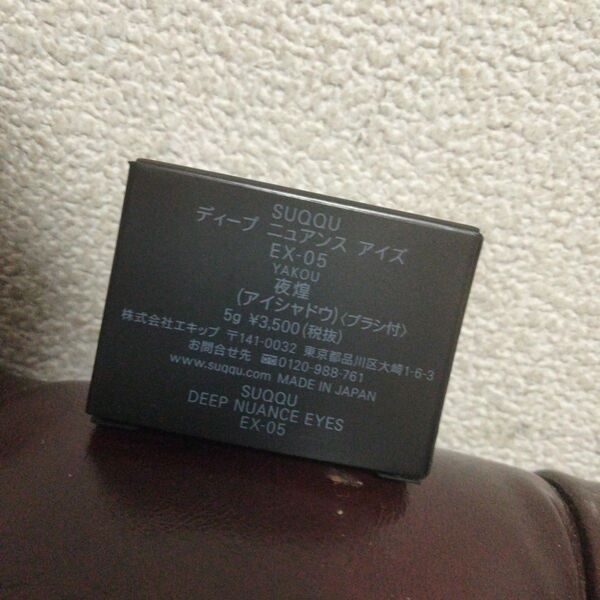 SUQQU
ディープ ニュアンス アイズ
EX-05
YAKOU
夜煌
(アイシャドウ)〈ブラシ付〉
5g ¥3,500(税抜)
株式会社エキップ 〒141-0032 東京都品川区大崎1-6-3
お問合せ先 0120-988-761
www.suqqu.com MADE IN JAPAN
SUQQU
DEEP NUANCE EYES
EX-05